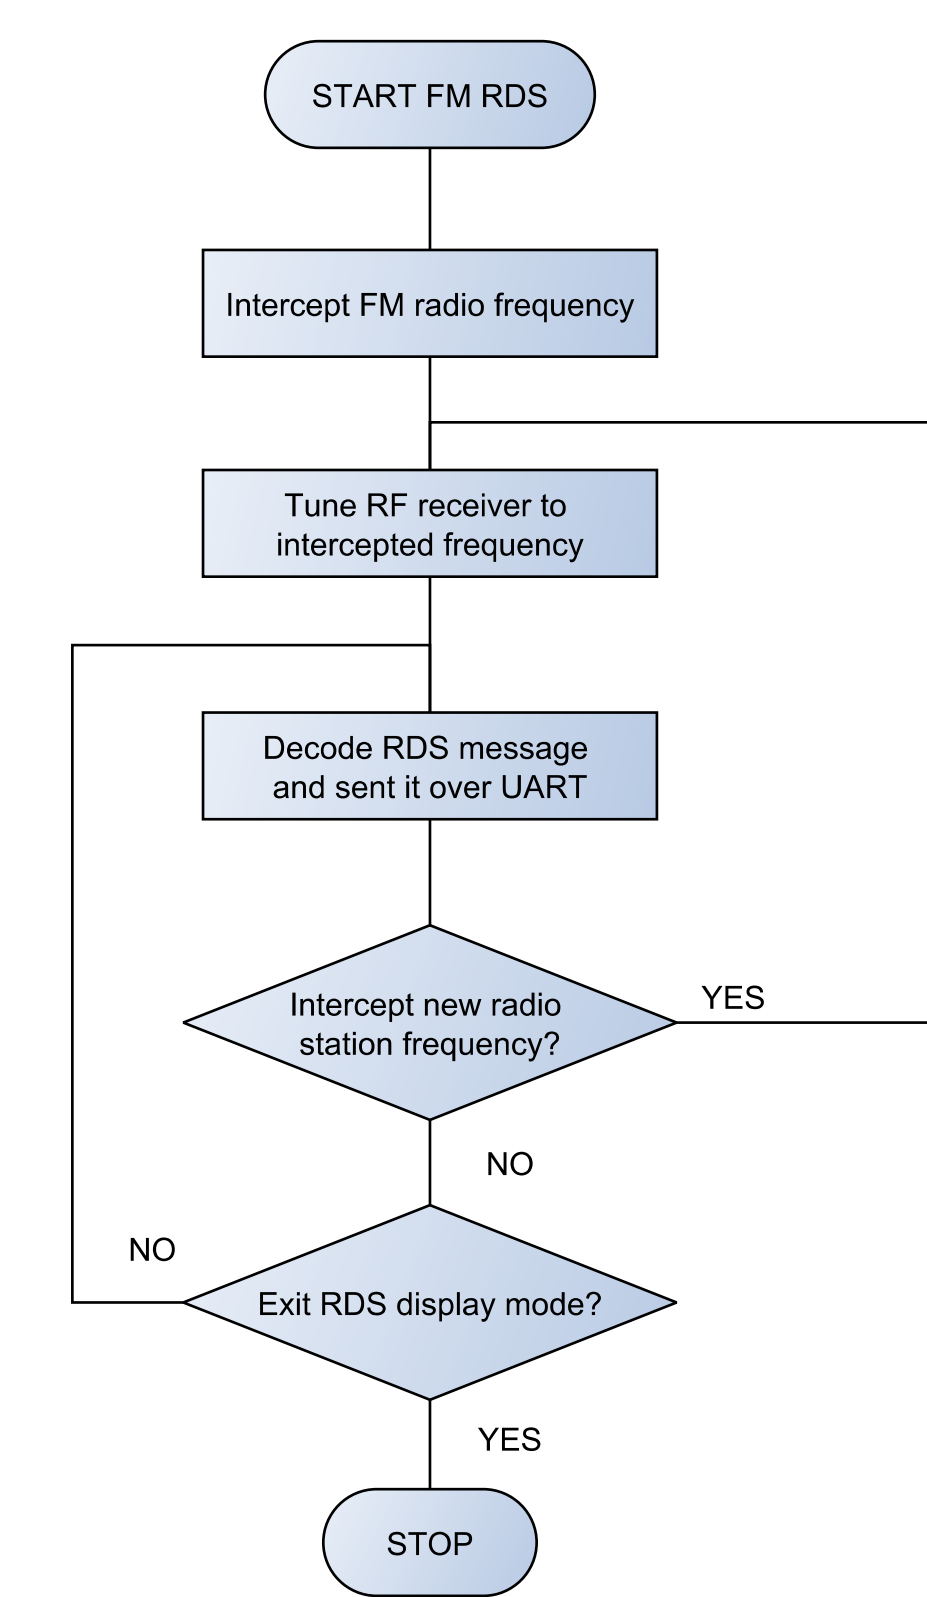 START FM RDS
Intercept FM radio frequency
Tune RF receiver to
intercepted frequency
Decode RDS message
and sent it over UART
Intercept new radio
station frequency?
YES
NO
NO
Exit RDS display mode?
YES
STOP